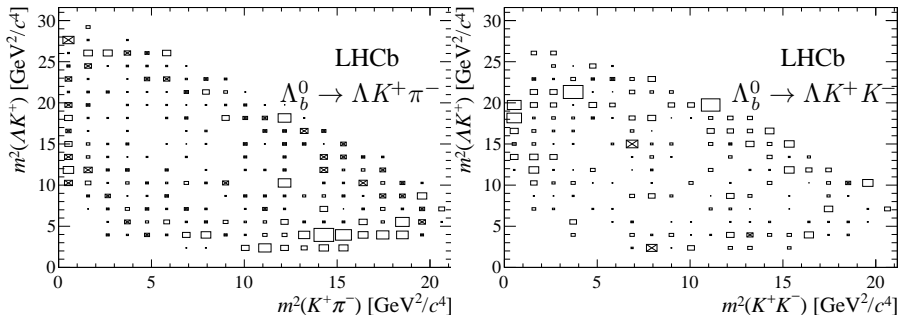 m²(ΛK⁺) [GeV²/c⁴]
30
25
20
15
10
5
0
LHCb
Λ_b⁰ → ΛK⁺π⁻
0 5 10 15 20
m²(K⁺π⁻) [GeV²/c⁴]
m²(ΛK⁺) [GeV²/c⁴]
30
25
20
15
10
5
0
LHCb
Λ_b⁰ → ΛK⁺K⁻
0 5 10 15 20
m²(K⁺K⁻) [GeV²/c⁴]